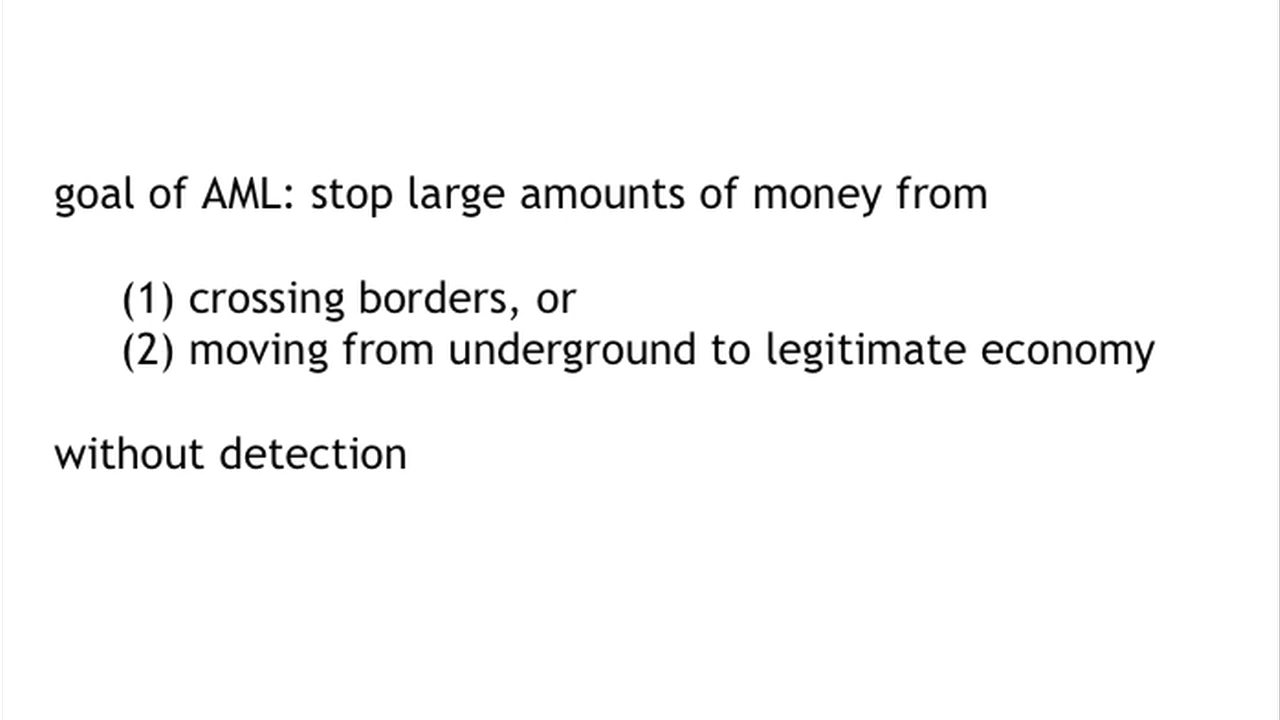 goal of AML: stop large amounts of money from
(1) crossing borders, or
(2) moving from underground to legitimate economy
without detection